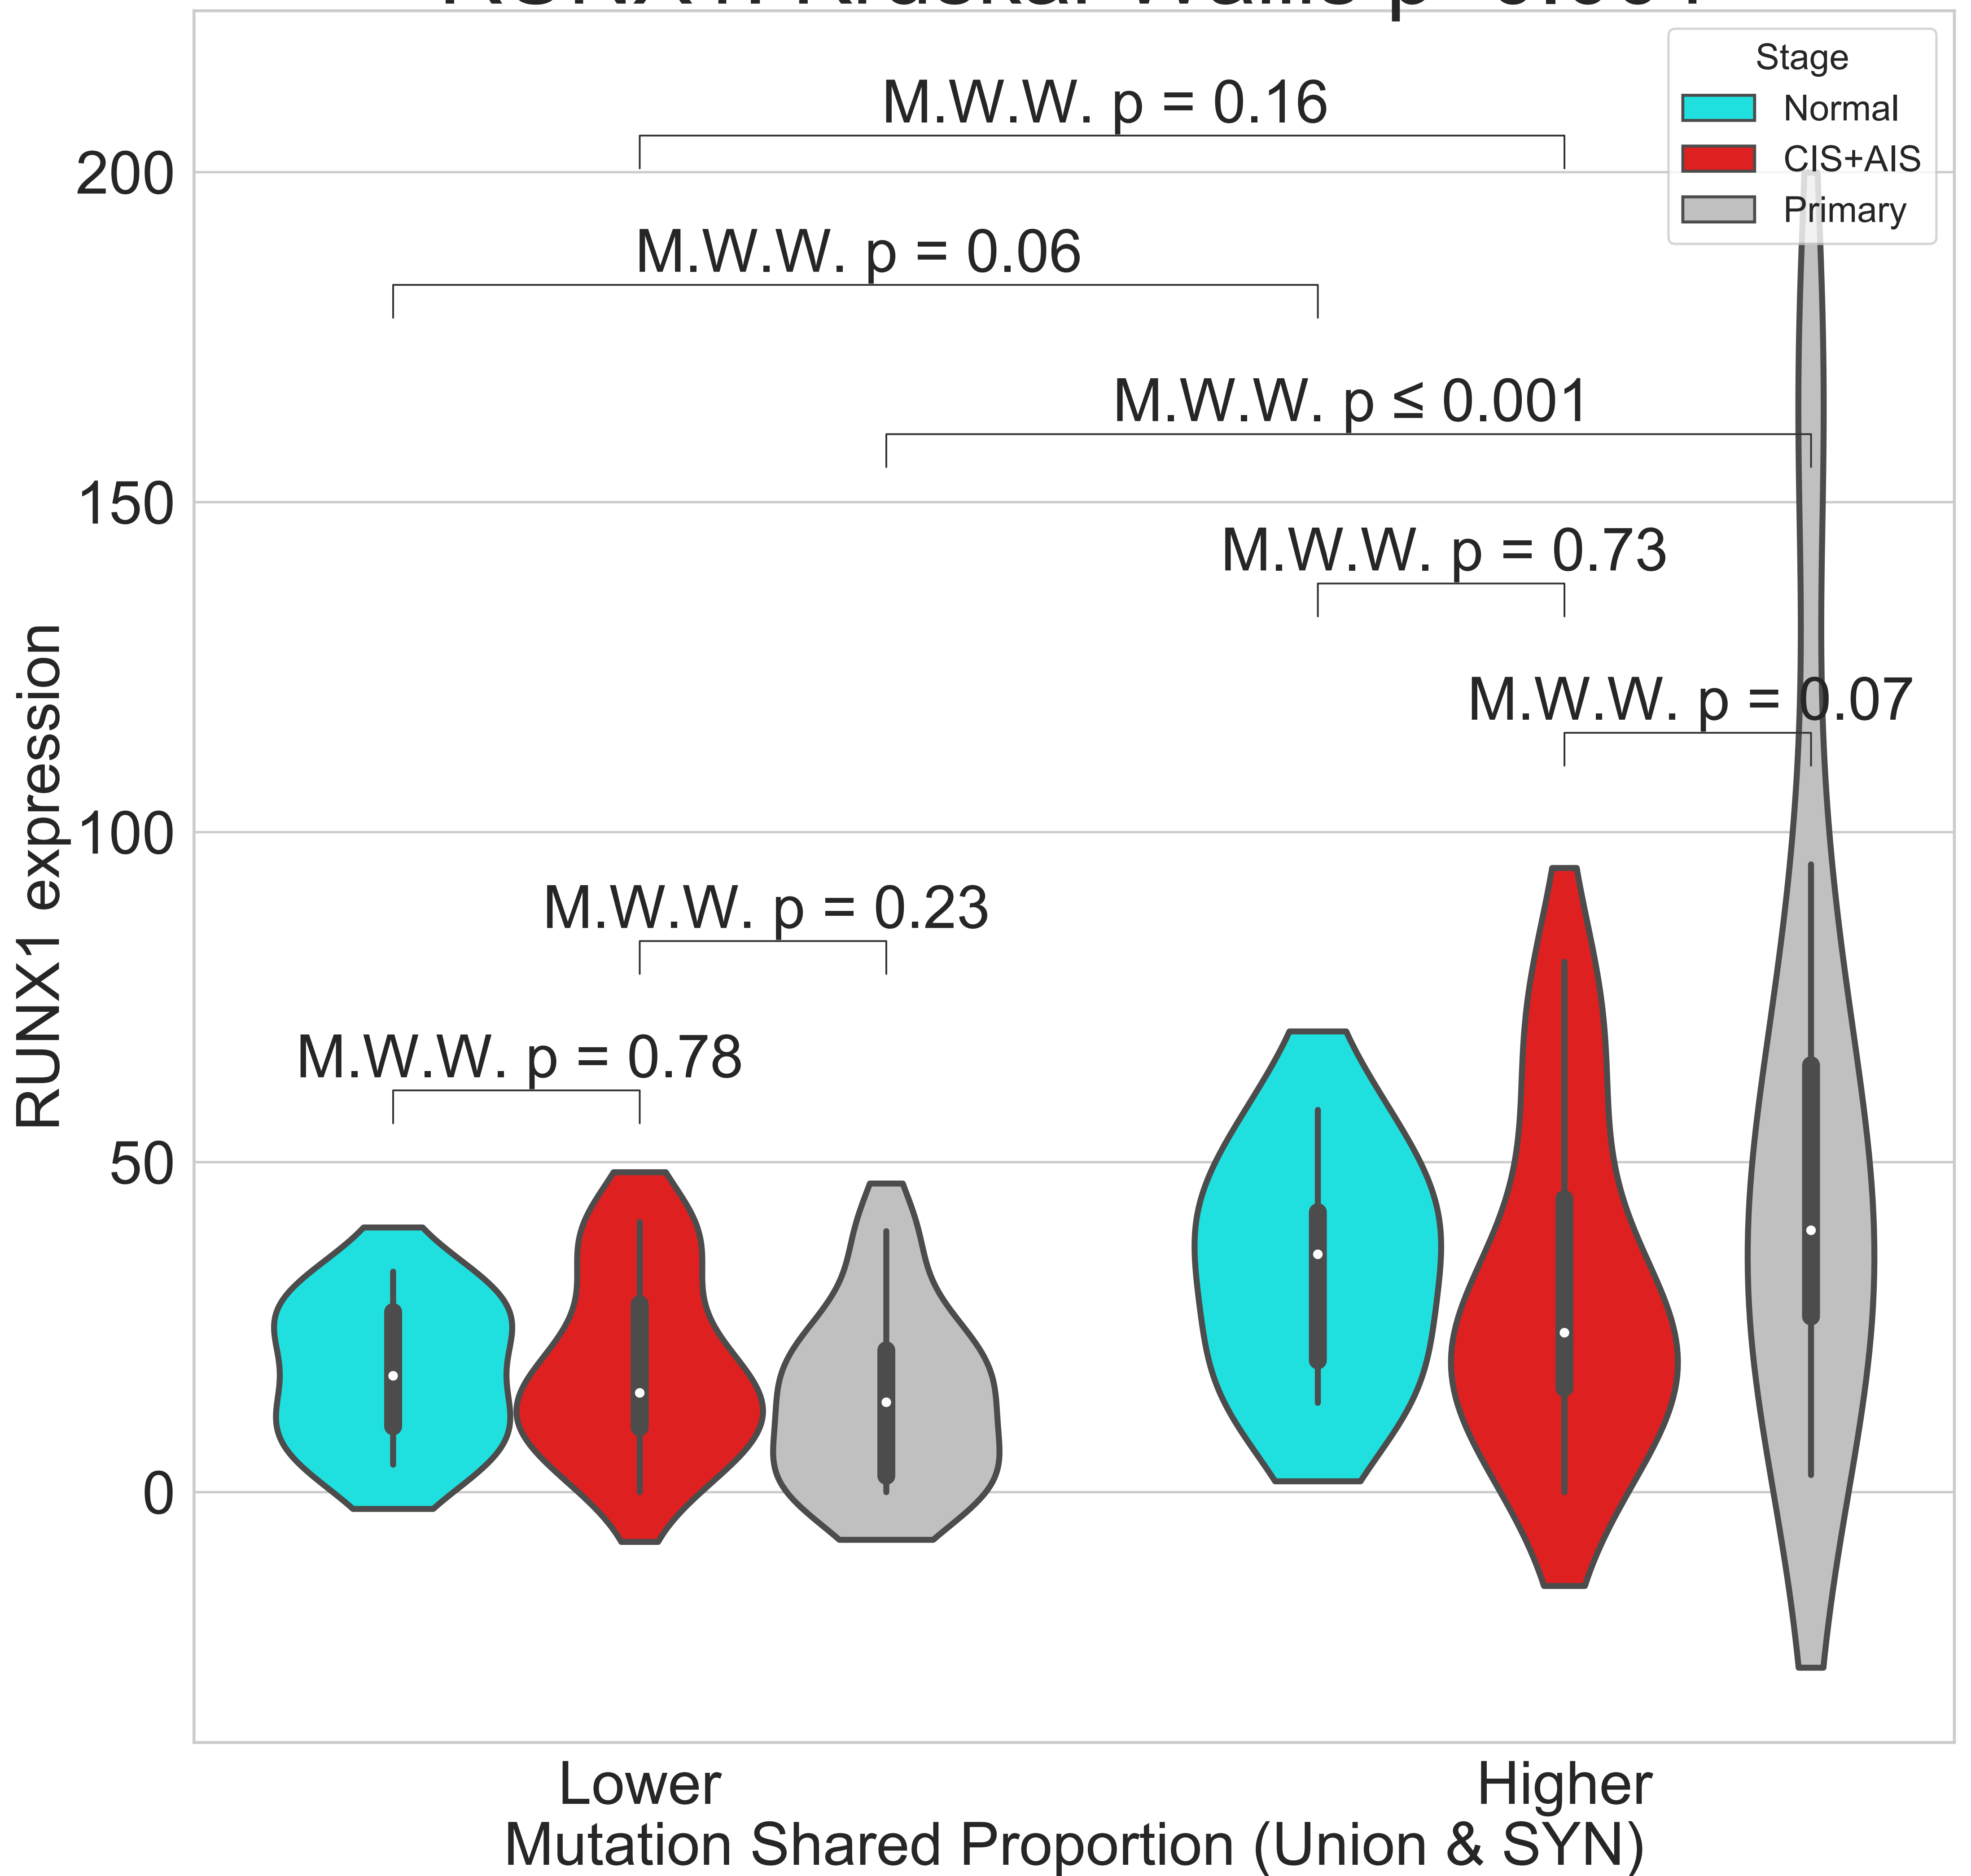 Stage
Normal
CIS+AIS
Primary
M.W.W. p = 0.16
M.W.W. p = 0.06
M.W.W. p ≤ 0.001
M.W.W. p = 0.73
M.W.W. p = 0.07
M.W.W. p = 0.23
M.W.W. p = 0.78
200
150
100
50
0
RUNX1 expression
Lower
Higher
Mutation Shared Proportion (Union & SYN)